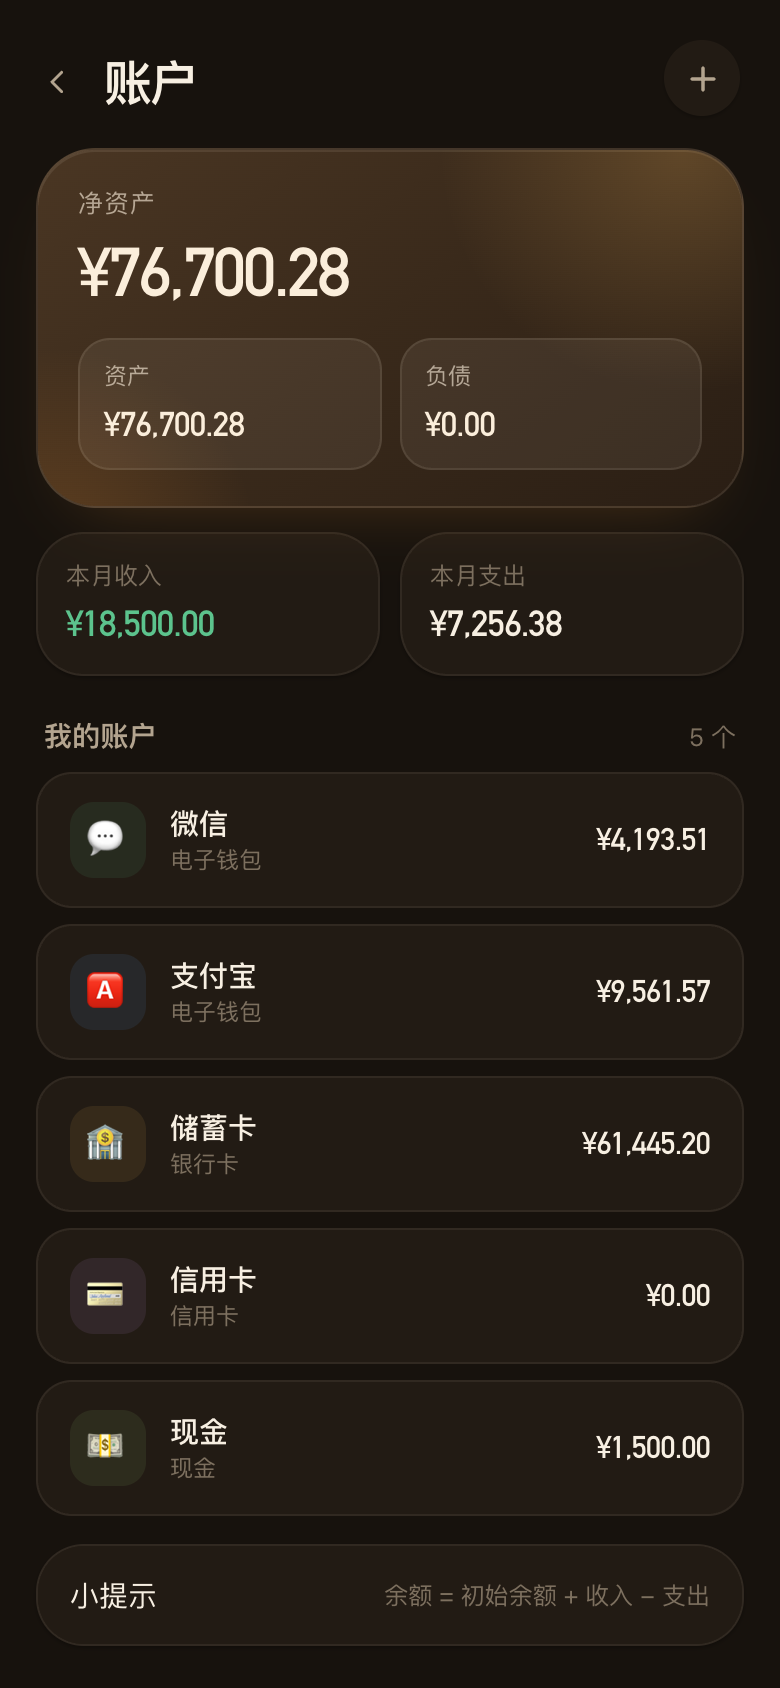 账户
净资产
¥76,700.28
资产
¥76,700.28
负债
¥0.00
本月收入
¥18,500.00
本月支出
¥7,256.38
我的账户
5 个
微信
电子钱包
¥4,193.51
A
支付宝
电子钱包
¥9,561.57
储蓄卡
银行卡
¥61,445.20
信用卡
信用卡
¥0.00
现金
现金
¥1,500.00
小提示
余额 = 初始余额 + 收入 − 支出